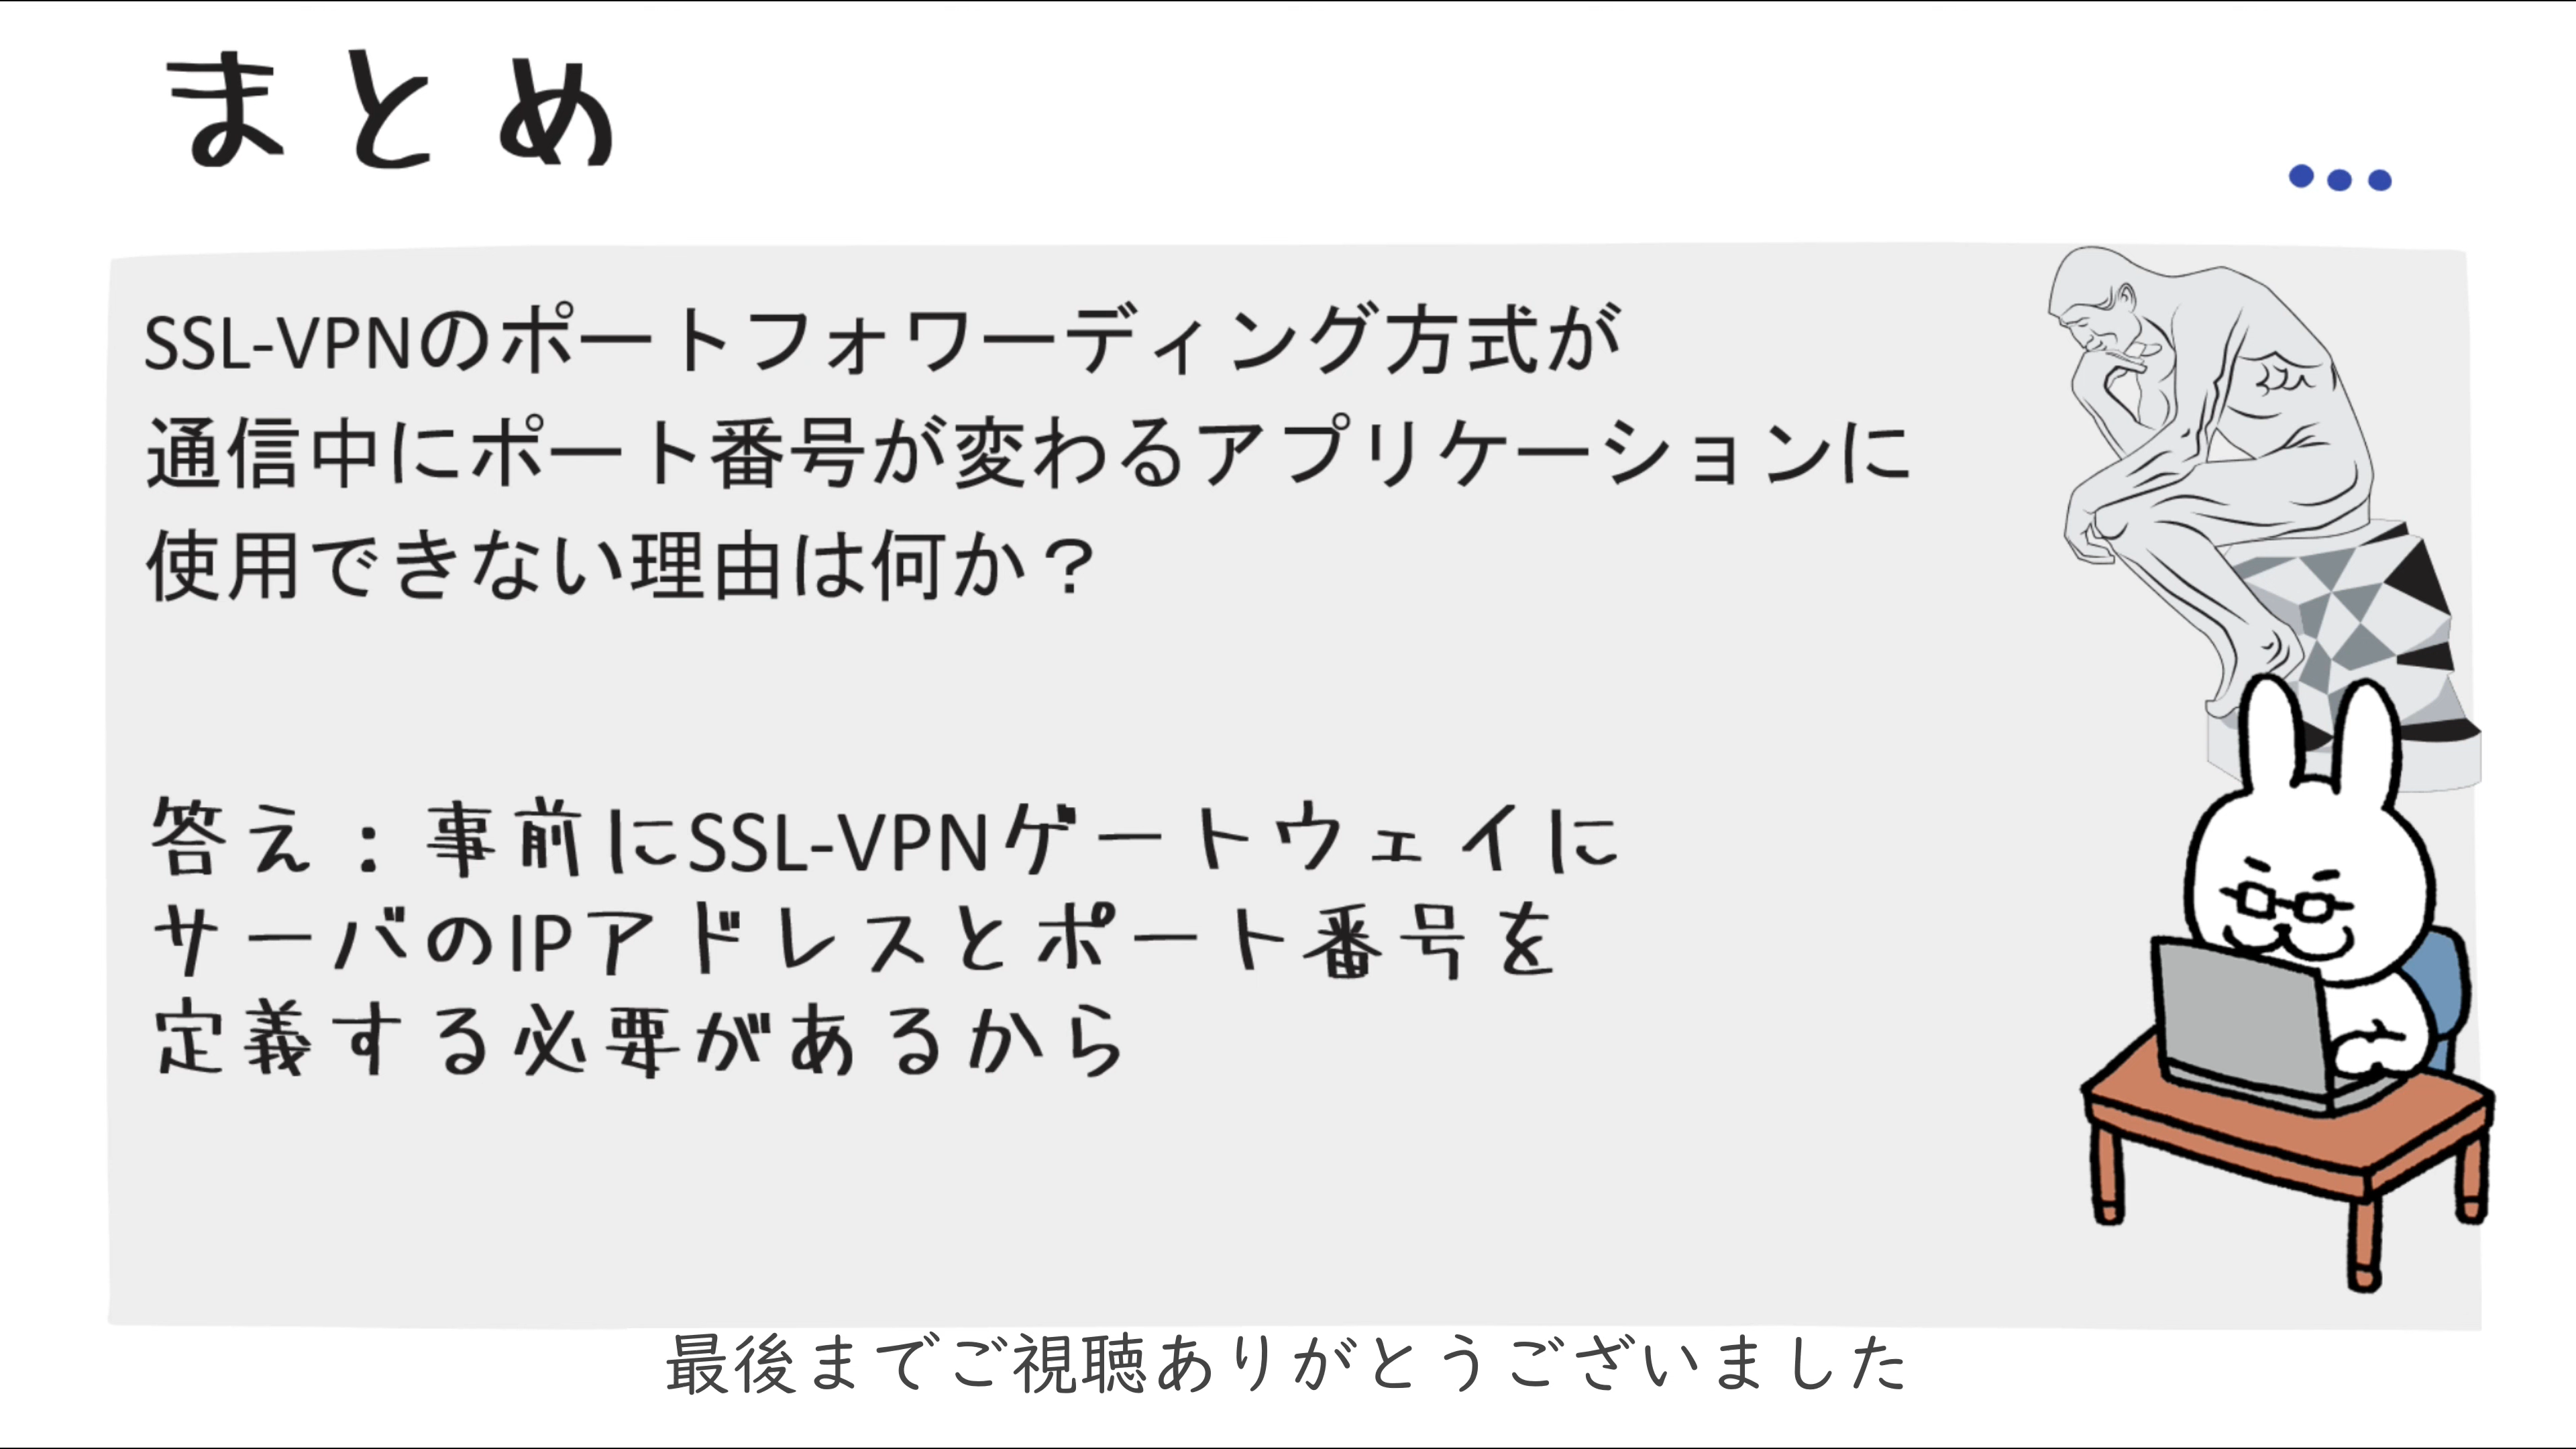 まとめ
SSL-VPNのポートフォワーディング方式が
通信中にポート番号が変わるアプリケーションに
使用できない理由は何か？
答え：事前にSSL-VPNゲートウェイに
サーバのIPアドレスとポート番号を
定義する必要があるから
最後までご視聴ありがとうございました